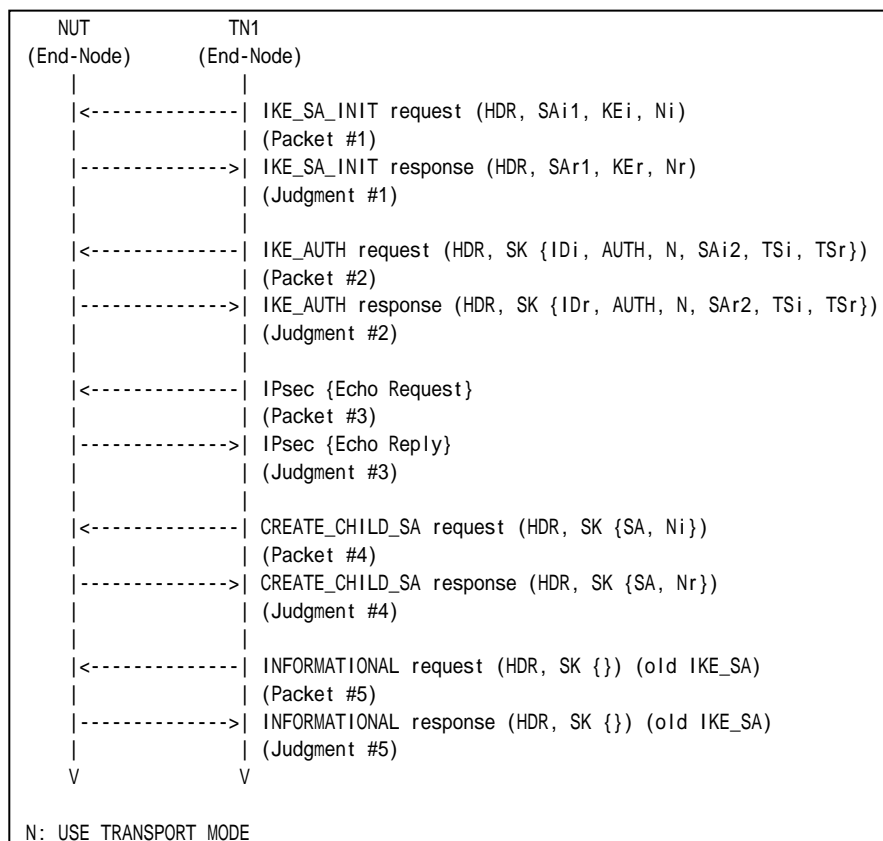 NUT TN1
(End-Node) (End-Node)
| |
|<--------------| IKE_SA_INIT request (HDR, SAi1, KEi, Ni)
| | (Packet #1)
|-------------->| IKE_SA_INIT response (HDR, SAr1, KEr, Nr)
| | (Judgment #1)
| |
|<--------------| IKE_AUTH request (HDR, SK {IDi, AUTH, N, SAi2, TSi, TSr})
| | (Packet #2)
|-------------->| IKE_AUTH response (HDR, SK {IDr, AUTH, N, SAr2, TSi, TSr})
| | (Judgment #2)
| |
|<--------------| IPsec {Echo Request}
| | (Packet #3)
|-------------->| IPsec {Echo Reply}
| | (Judgment #3)
| |
|<--------------| CREATE_CHILD_SA request (HDR, SK {SA, Ni})
| | (Packet #4)
|-------------->| CREATE_CHILD_SA response (HDR, SK {SA, Nr})
| | (Judgment #4)
| |
|<--------------| INFORMATIONAL request (HDR, SK {}) (old IKE_SA)
| | (Packet #5)
|-------------->| INFORMATIONAL response (HDR, SK {}) (old IKE_SA)
| | (Judgment #5)
V V
N: USE TRANSPORT MODE